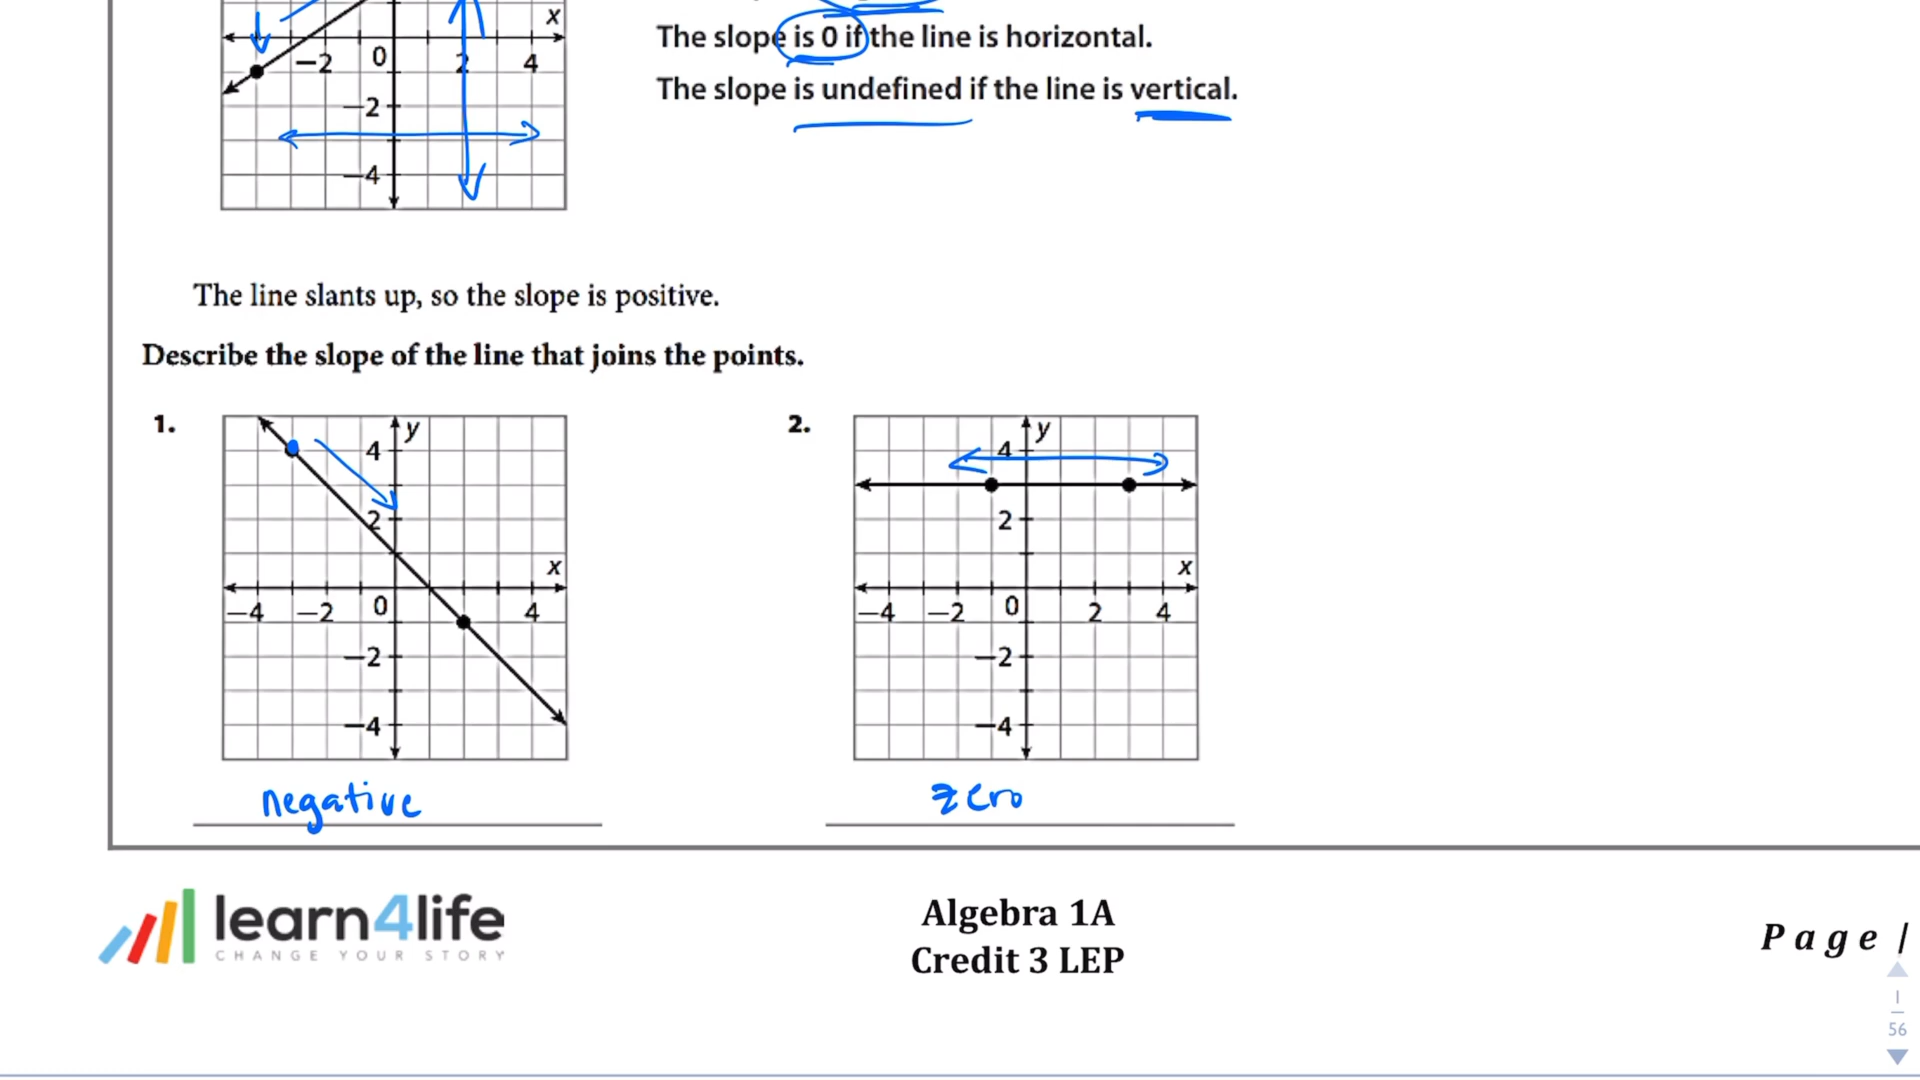 x
−2 0 2 4
−2
−4
The slope is 0 if the line is horizontal.
The slope is undefined if the line is vertical.
The line slants up, so the slope is positive.
Describe the slope of the line that joins the points.
1.
y
4
2
x
−4 −2 0 4
−2
−4
negative
2.
y
4
2
x
−4 −2 0 2 4
−2
−4
zero
learn4life
CHANGE YOUR STORY
Algebra 1A
Credit 3 LEP
Page |
1
56